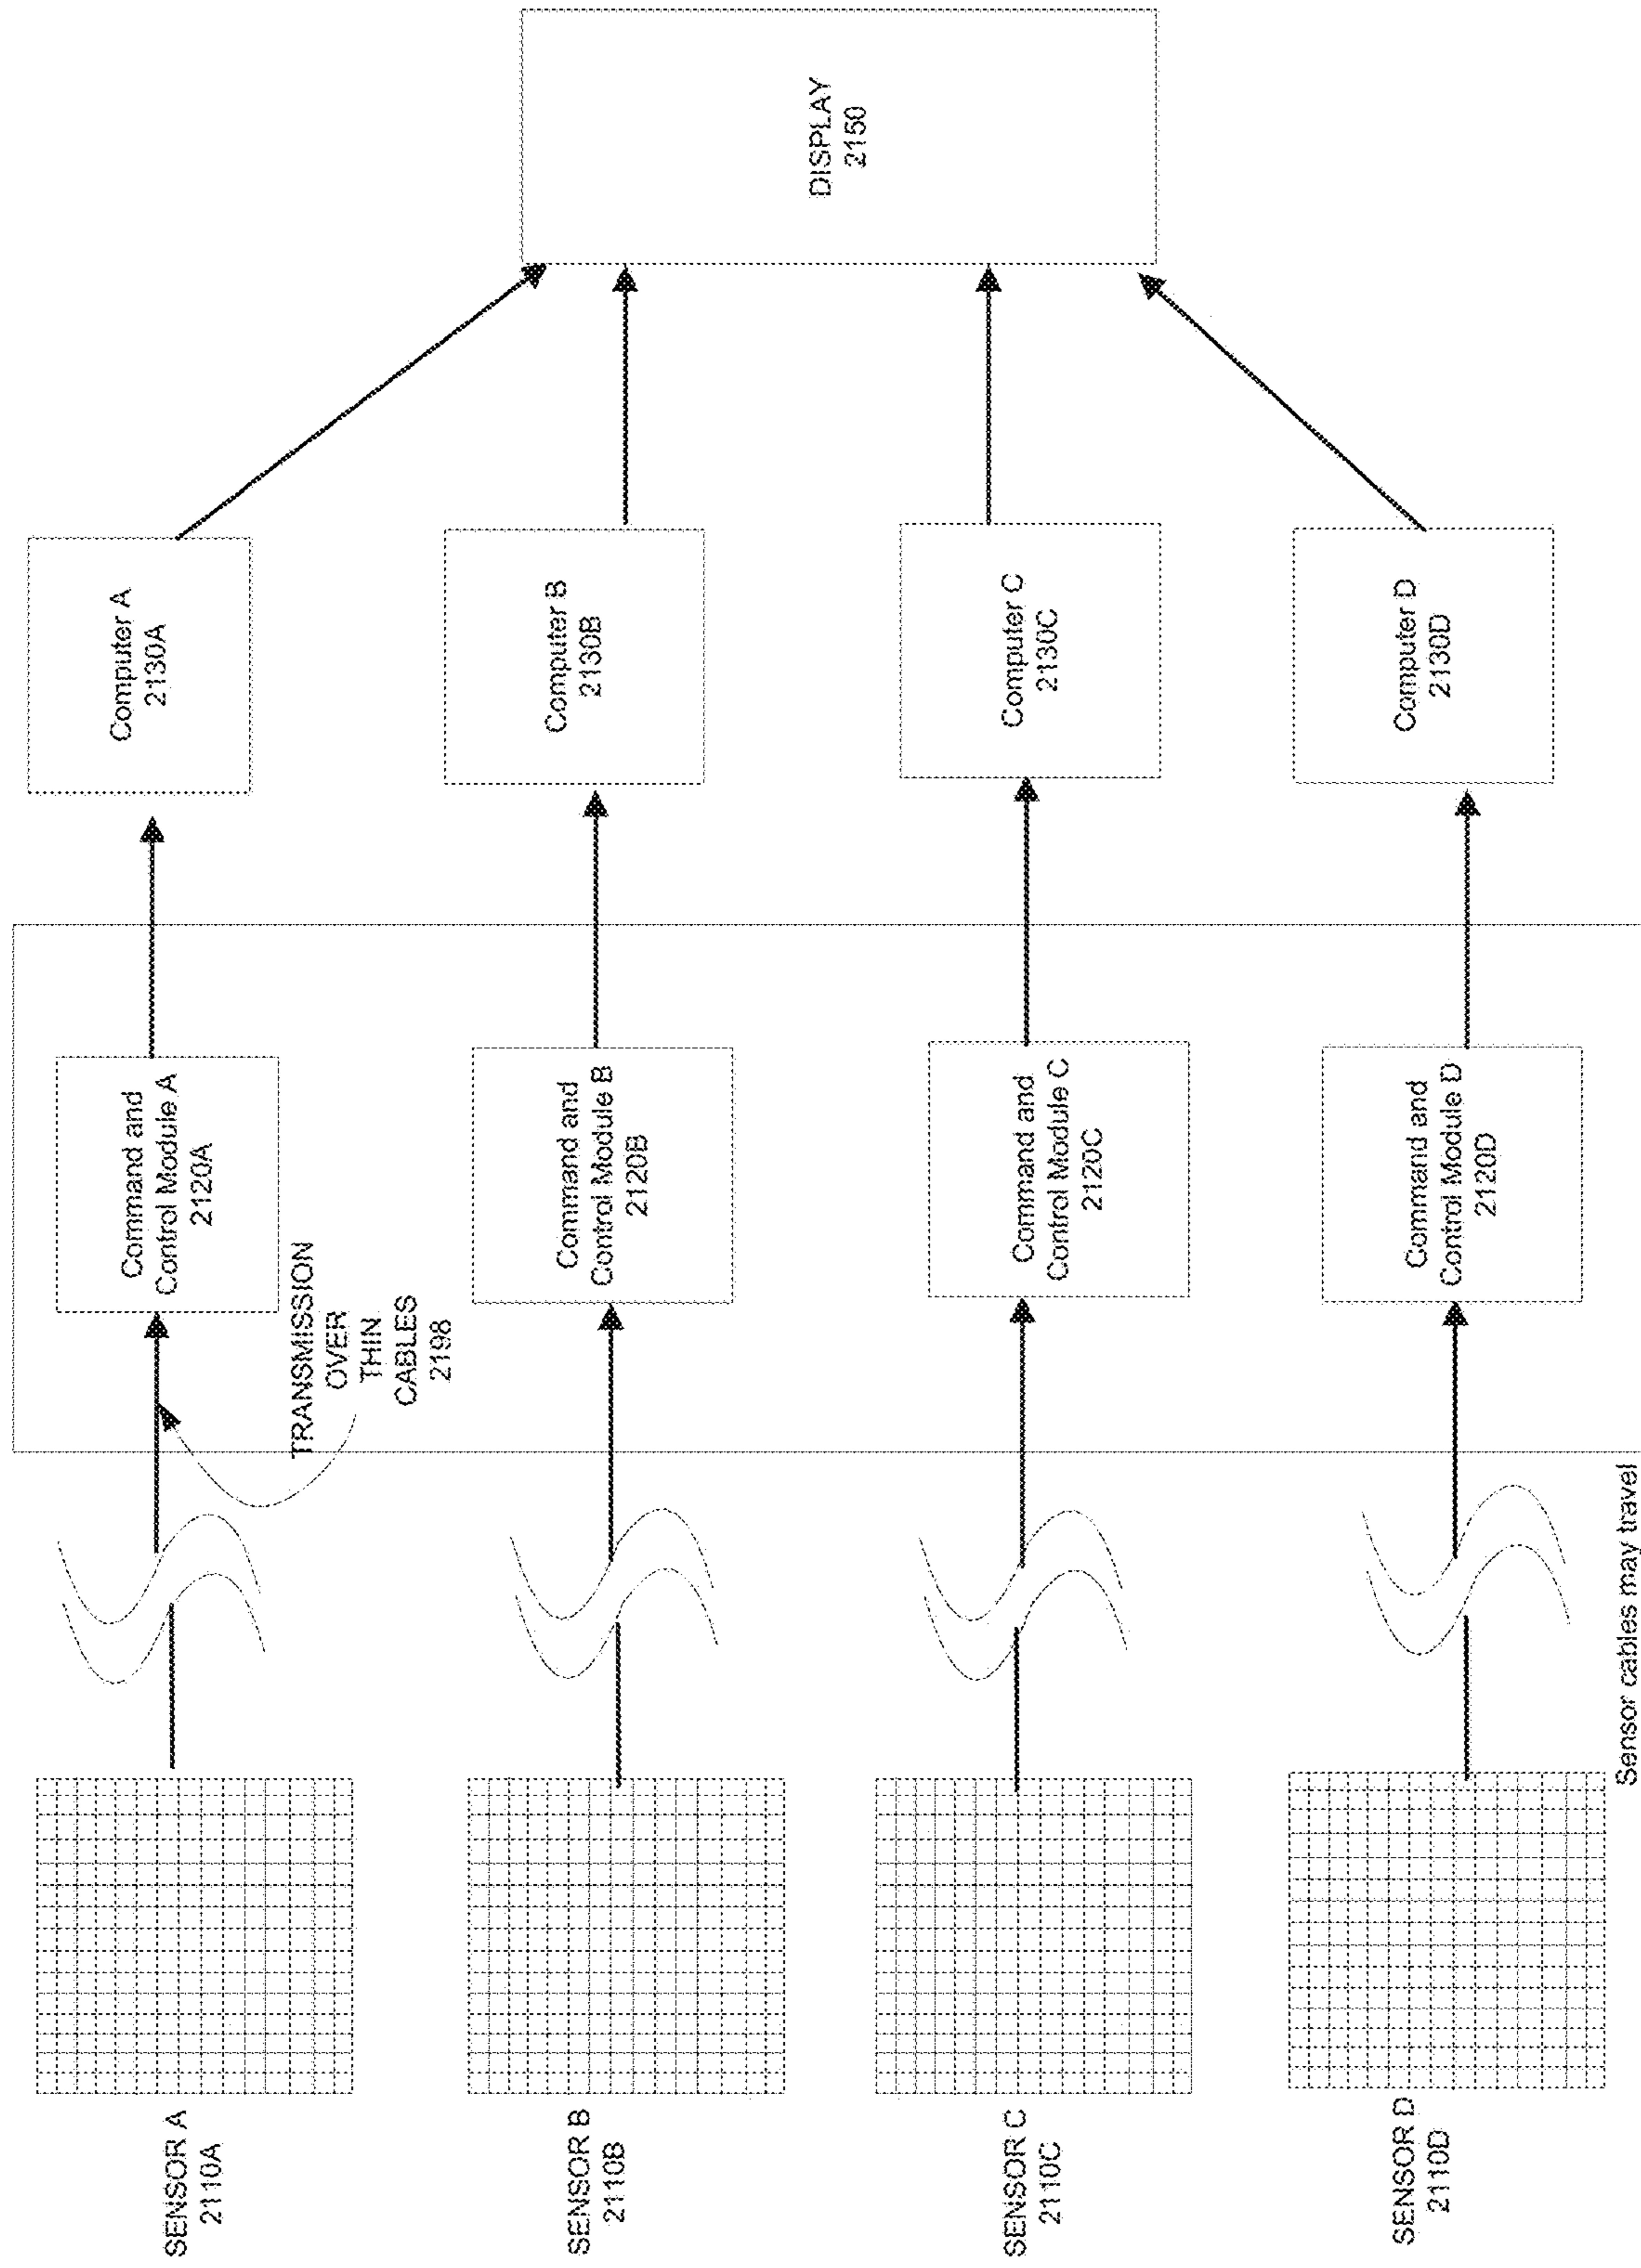 SENSOR A
2110A
TRANSMISSION
OVER
THIN
CABLES
2198
Command and
Control Module A
2120A
Computer A
2130A
SENSOR B
2110B
Command and
Control Module B
2120B
Computer B
2130B
DISPLAY
2150
SENSOR C
2110C
Command and
Control Module C
2120C
Computer C
2130C
SENSOR D
2110D
Command and
Control Module D
2120D
Computer D
2130D
Sensor cables may travel